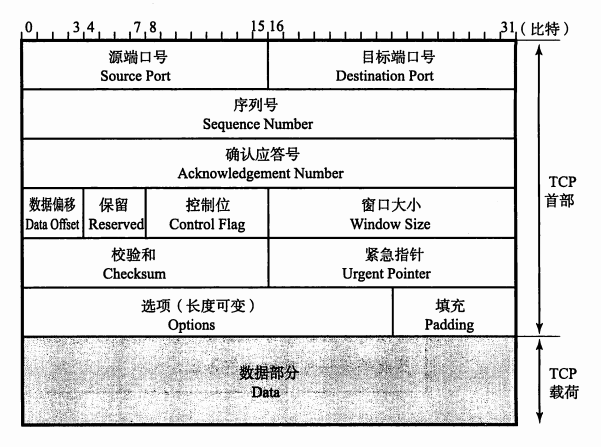 0 3 4 7 8 15 16 31 (比特)
源端口号 目标端口号
Source Port Destination Port
序列号
Sequence Number
确认应答号
Acknowledgement Number
数据偏移 保留 控制位 窗口大小
Data Offset Reserved Control Flag Window Size
校验和 紧急指针
Checksum Urgent Pointer
选项（长度可变） 填充
Options Padding
TCP
首部
数据部分
Data
TCP
载荷